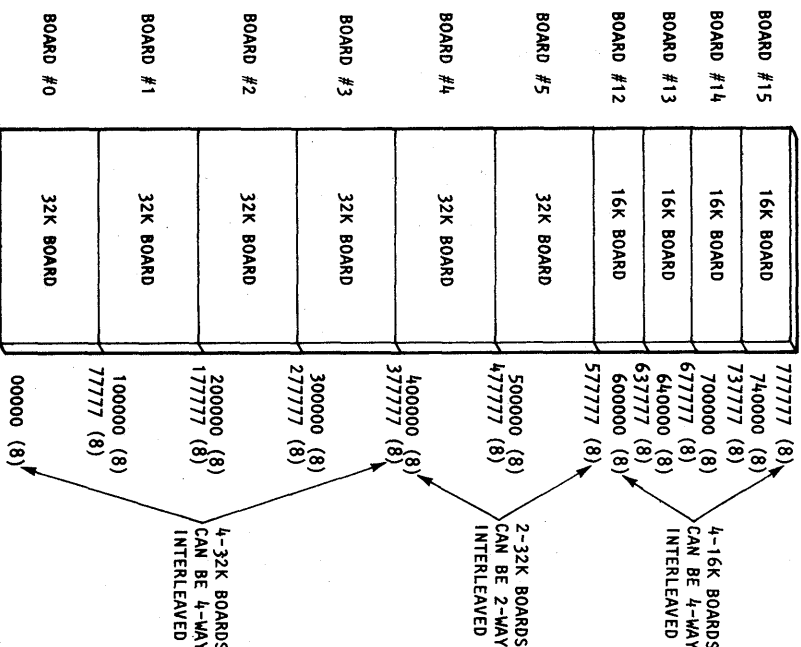 777777 (8)
BOARD #15 16K BOARD
740000 (8)
737777 (8)
BOARD #14 16K BOARD
700000 (8)
677777 (8)
BOARD #13 16K BOARD
640000 (8)
637777 (8)
BOARD #12 16K BOARD
600000 (8)
4-16K BOARDS
CAN BE 4-WAY
INTERLEAVED
577777 (8)
BOARD #5 32K BOARD
500000 (8)
477777
BOARD #4 32K BOARD
400000 (8)
2-32K BOARDS
CAN BE 2-WAY
INTERLEAVED
377777 (8)
BOARD #3 32K BOARD
300000 (8)
277777 (8)
BOARD #2 32K BOARD
200000 (8)
177777 (8)
BOARD #1 32K BOARD
100000 (8)
77777 (8)
BOARD #0 32K BOARD
00000 (8)
4-32K BOARDS
CAN BE 4-WAY
INTERLEAVED